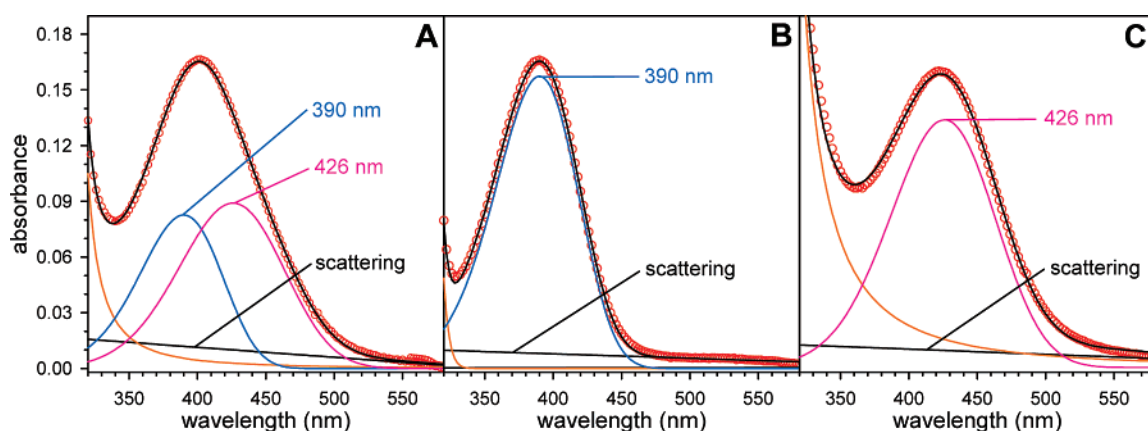 A
B
C
absorbance
0.18
0.15
0.12
0.09
0.06
0.03
0.00
390 nm
426 nm
scattering
390 nm
scattering
426 nm
scattering
350 400 450 500 550
350 400 450 500 550
350 400 450 500 550
wavelength (nm)
wavelength (nm)
wavelength (nm)